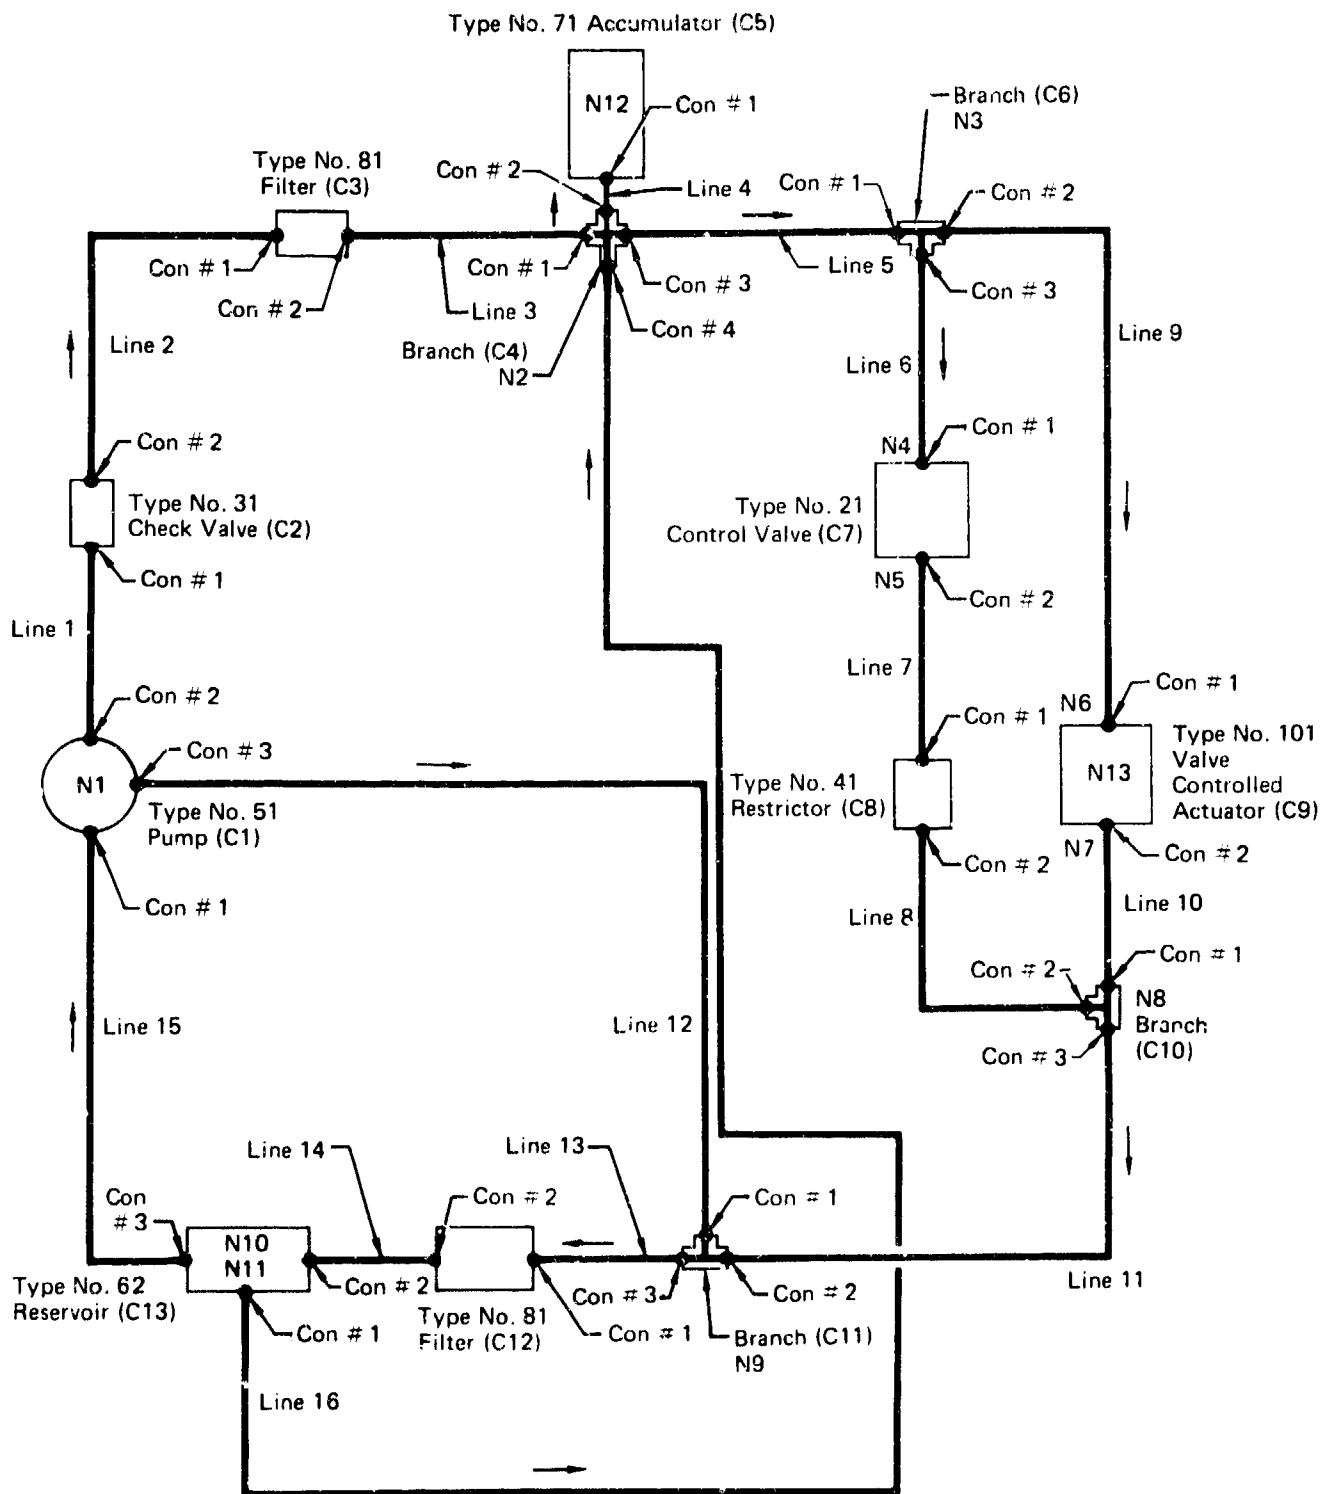 Type No. 71 Accumulator (C5)
N12
Con # 1
Branch (C6)
N3
Type No. 81
Filter (C3)
Con # 2
Line 4
Con # 1
Con # 2
Con # 1
Con # 2
Line 3
Con # 1
Con # 3
Con # 4
Line 5
Con # 3
Line 2
Branch (C4)
N2
Line 6
Line 9
Con # 2
N4
Con # 1
Type No. 31
Check Valve (C2)
Type No. 21
Control Valve (C7)
Con # 1
N5
Con # 2
Line 1
Line 7
Con # 2
Con # 3
N1
Type No. 51
Pump (C1)
Con # 1
Con # 1
N6
Con # 1
N13
Type No. 101
Valve
Controlled
Actuator (C9)
Type No. 41
Restrictor (C8)
Con # 2
N7
Con # 2
Line 8
Line 10
Con # 1
Con # 2
N8
Branch
(C10)
Con # 3
Line 15
Line 12
Line 14
Line 13
Con
# 3
Con # 2
Con # 1
N10
N11
Con # 2
Con # 3
Con # 2
Line 11
Type No. 62
Reservoir (C13)
Con # 1
Type No. 81
Filter (C12)
Con # 1
Branch (C11)
N9
Line 16